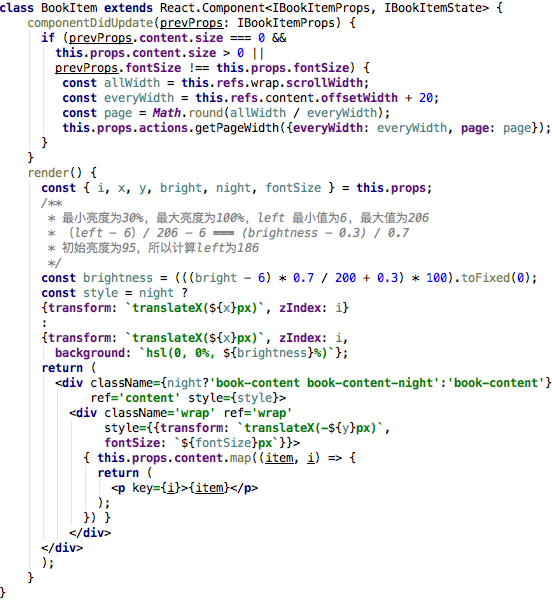 class BookItem extends React.Component<IBookItemProps, IBookItemState> {
    componentDidUpdate(prevProps: IBookItemProps) {
      if (prevProps.content.size === 0 &&
        this.props.content.size > 0 ||
        prevProps.fontSize !== this.props.fontSize) {
         const allWidth = this.refs.wrap.scrollWidth;
         const everyWidth = this.refs.content.offsetWidth + 20;
         const page = Math.round(allWidth / everyWidth);
         this.props.actions.getPageWidth({everyWidth: everyWidth, page: page});
      }
    }
    render() {
      const { i, x, y, bright, night, fontSize } = this.props;
      /**
       * 最小亮度为30%，最大亮度为100%，left 最小值为6，最大值为206
       * （left - 6）/ 206 - 6 === (brightness - 0.3) / 0.7
       * 初始亮度为95，所以计算left为186
       */
      const brightness = (((bright - 6) * 0.7 / 200 + 0.3) * 100).toFixed(0);
      const style = night ?
      {transform: `translateX(${x}px)`, zIndex: i}
      :
      {transform: `translateX(${x}px)`, zIndex: i,
        background: `hsl(0, 0%, ${brightness}%)`};
      return (
        <div className={night?'book-content book-content-night':'book-content'}
             ref='content' style={style}>
          <div className='wrap' ref='wrap'
               style={{transform: `translateX(-${y}px)`,
               fontSize: `${fontSize}px`}}>
            { this.props.content.map((item, i) => {
              return (
                <p key={i}>{item}</p>
              );
            }) }
          </div>
      </div>
      );
    }
}